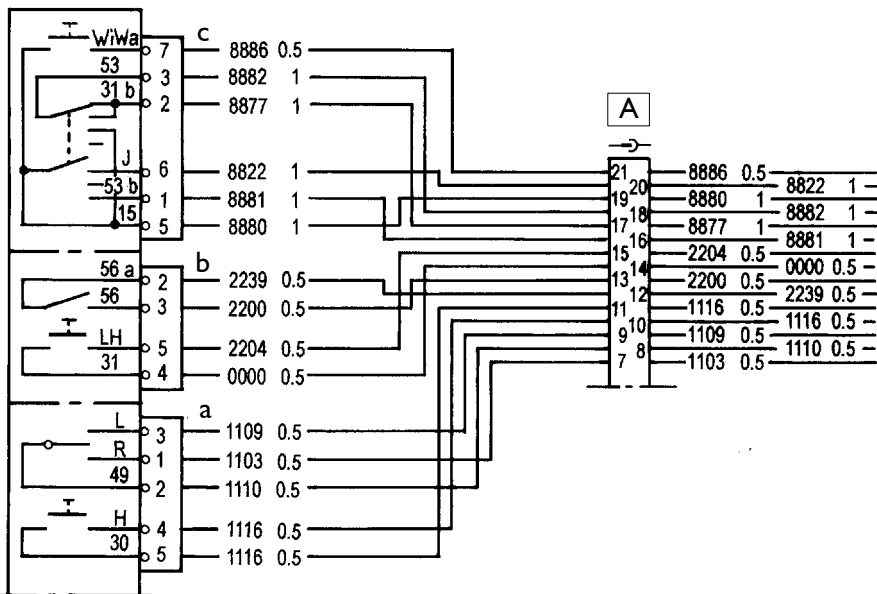 WiWa 7 8886 0.5
c
53 3 8882 1
31 b 2 8877 1
J 6 8822 1
53 b 1 8881 1
15 5 8880 1
b
56 a 2 2239 0.5
56 3 2200 0.5
LH 5 2204 0.5
31 4 0000 0.5
a
L 3 1109 0.5
R 1 1103 0.5
49 2 1110 0.5
H 4 1116 0.5
30 5 1116 0.5
A
21 8886 0.5
20 8822 1
19 8880 1
18 8882 1
17 8877 1
16 8881 1
15 2204 0.5
14 0000 0.5
13 2200 0.5
12 2239 0.5
11 1116 0.5
10 1116 0.5
9 1109 0.5
8 1110 0.5
7 1103 0.5